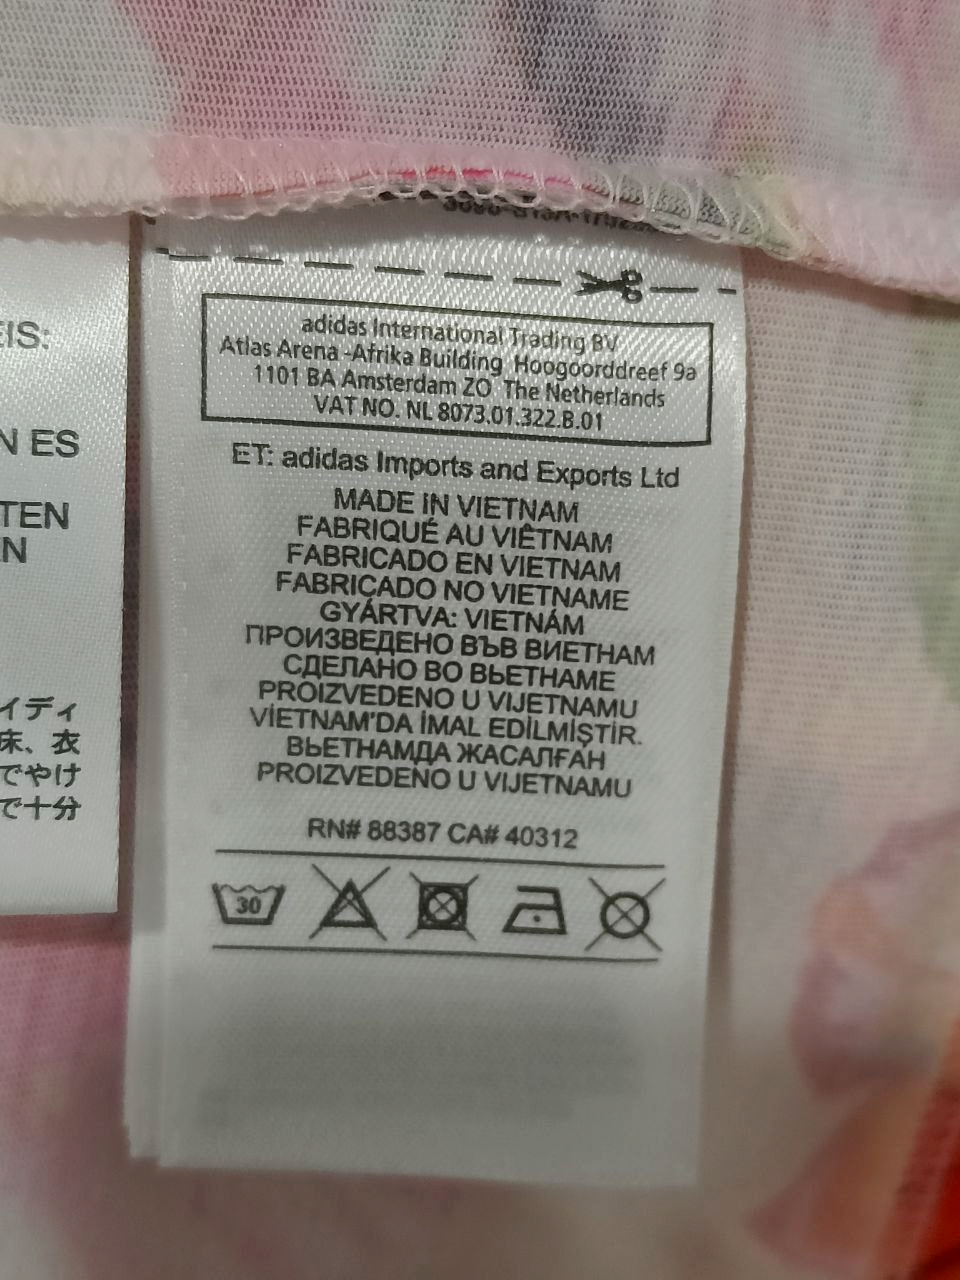 EIS:
N ES
TEN
EN
イディ
床、衣
でやけ
で十分
adidas International Trading BV
Atlas Arena -Afrika Building Hoogoorddreef 9a
1101 BA Amsterdam ZO The Netherlands
VAT NO. NL 8073.01.322.B.01
ET: adidas Imports and Exports Ltd
MADE IN VIETNAM
FABRIQUÉ AU VIÊTNAM
FABRICADO EN VIETNAM
FABRICADO NO VIETNAME
GYÁRTVA: VIETNÁM
ПРОИЗВЕДЕНО ВЪВ ВИЕТНАМ
СДЕЛАНО ВО ВЬЕТНАМЕ
PROIZVEDENO U VIJETNAMU
VİETNAM'DA İMAL EDİLMİŞTİR.
ВЬЕТНАМДА ЖАСАЛҒАН
PROIZVEDENO U VIJETNAMU
RN# 88387 CA# 40312
30